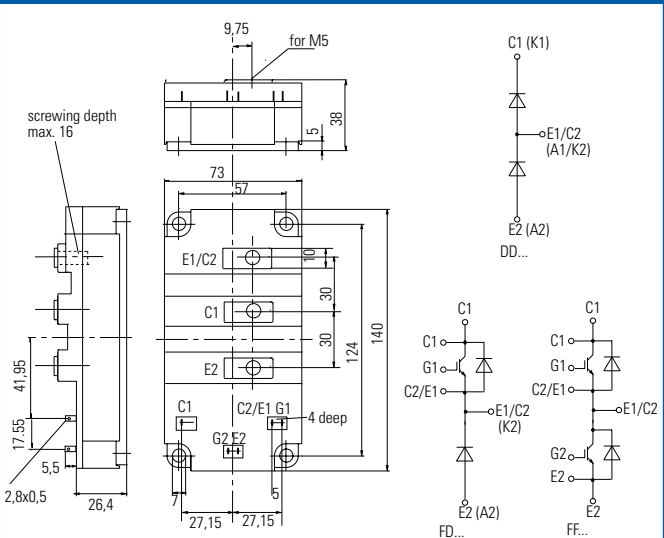 9,75
for M5
screwing depth
max. 16
5
38
73
57
E1/C2
10
30
C1
30
E2
124
140
C1
C2/E1 G1
4 deep
G2 E2
41,95
17.55
5,5
2,8x0,5
26,4
7
5
27,15
27,15
C1 (K1)
E1/C2
(A1/K2)
E2 (A2)
DD...
C1
C1
G1
C2/E1
E1/C2
(K2)
E2 (A2)
FD...
C1
C1
G1
C2/E1
E1/C2
G2
E2
E2
FF...